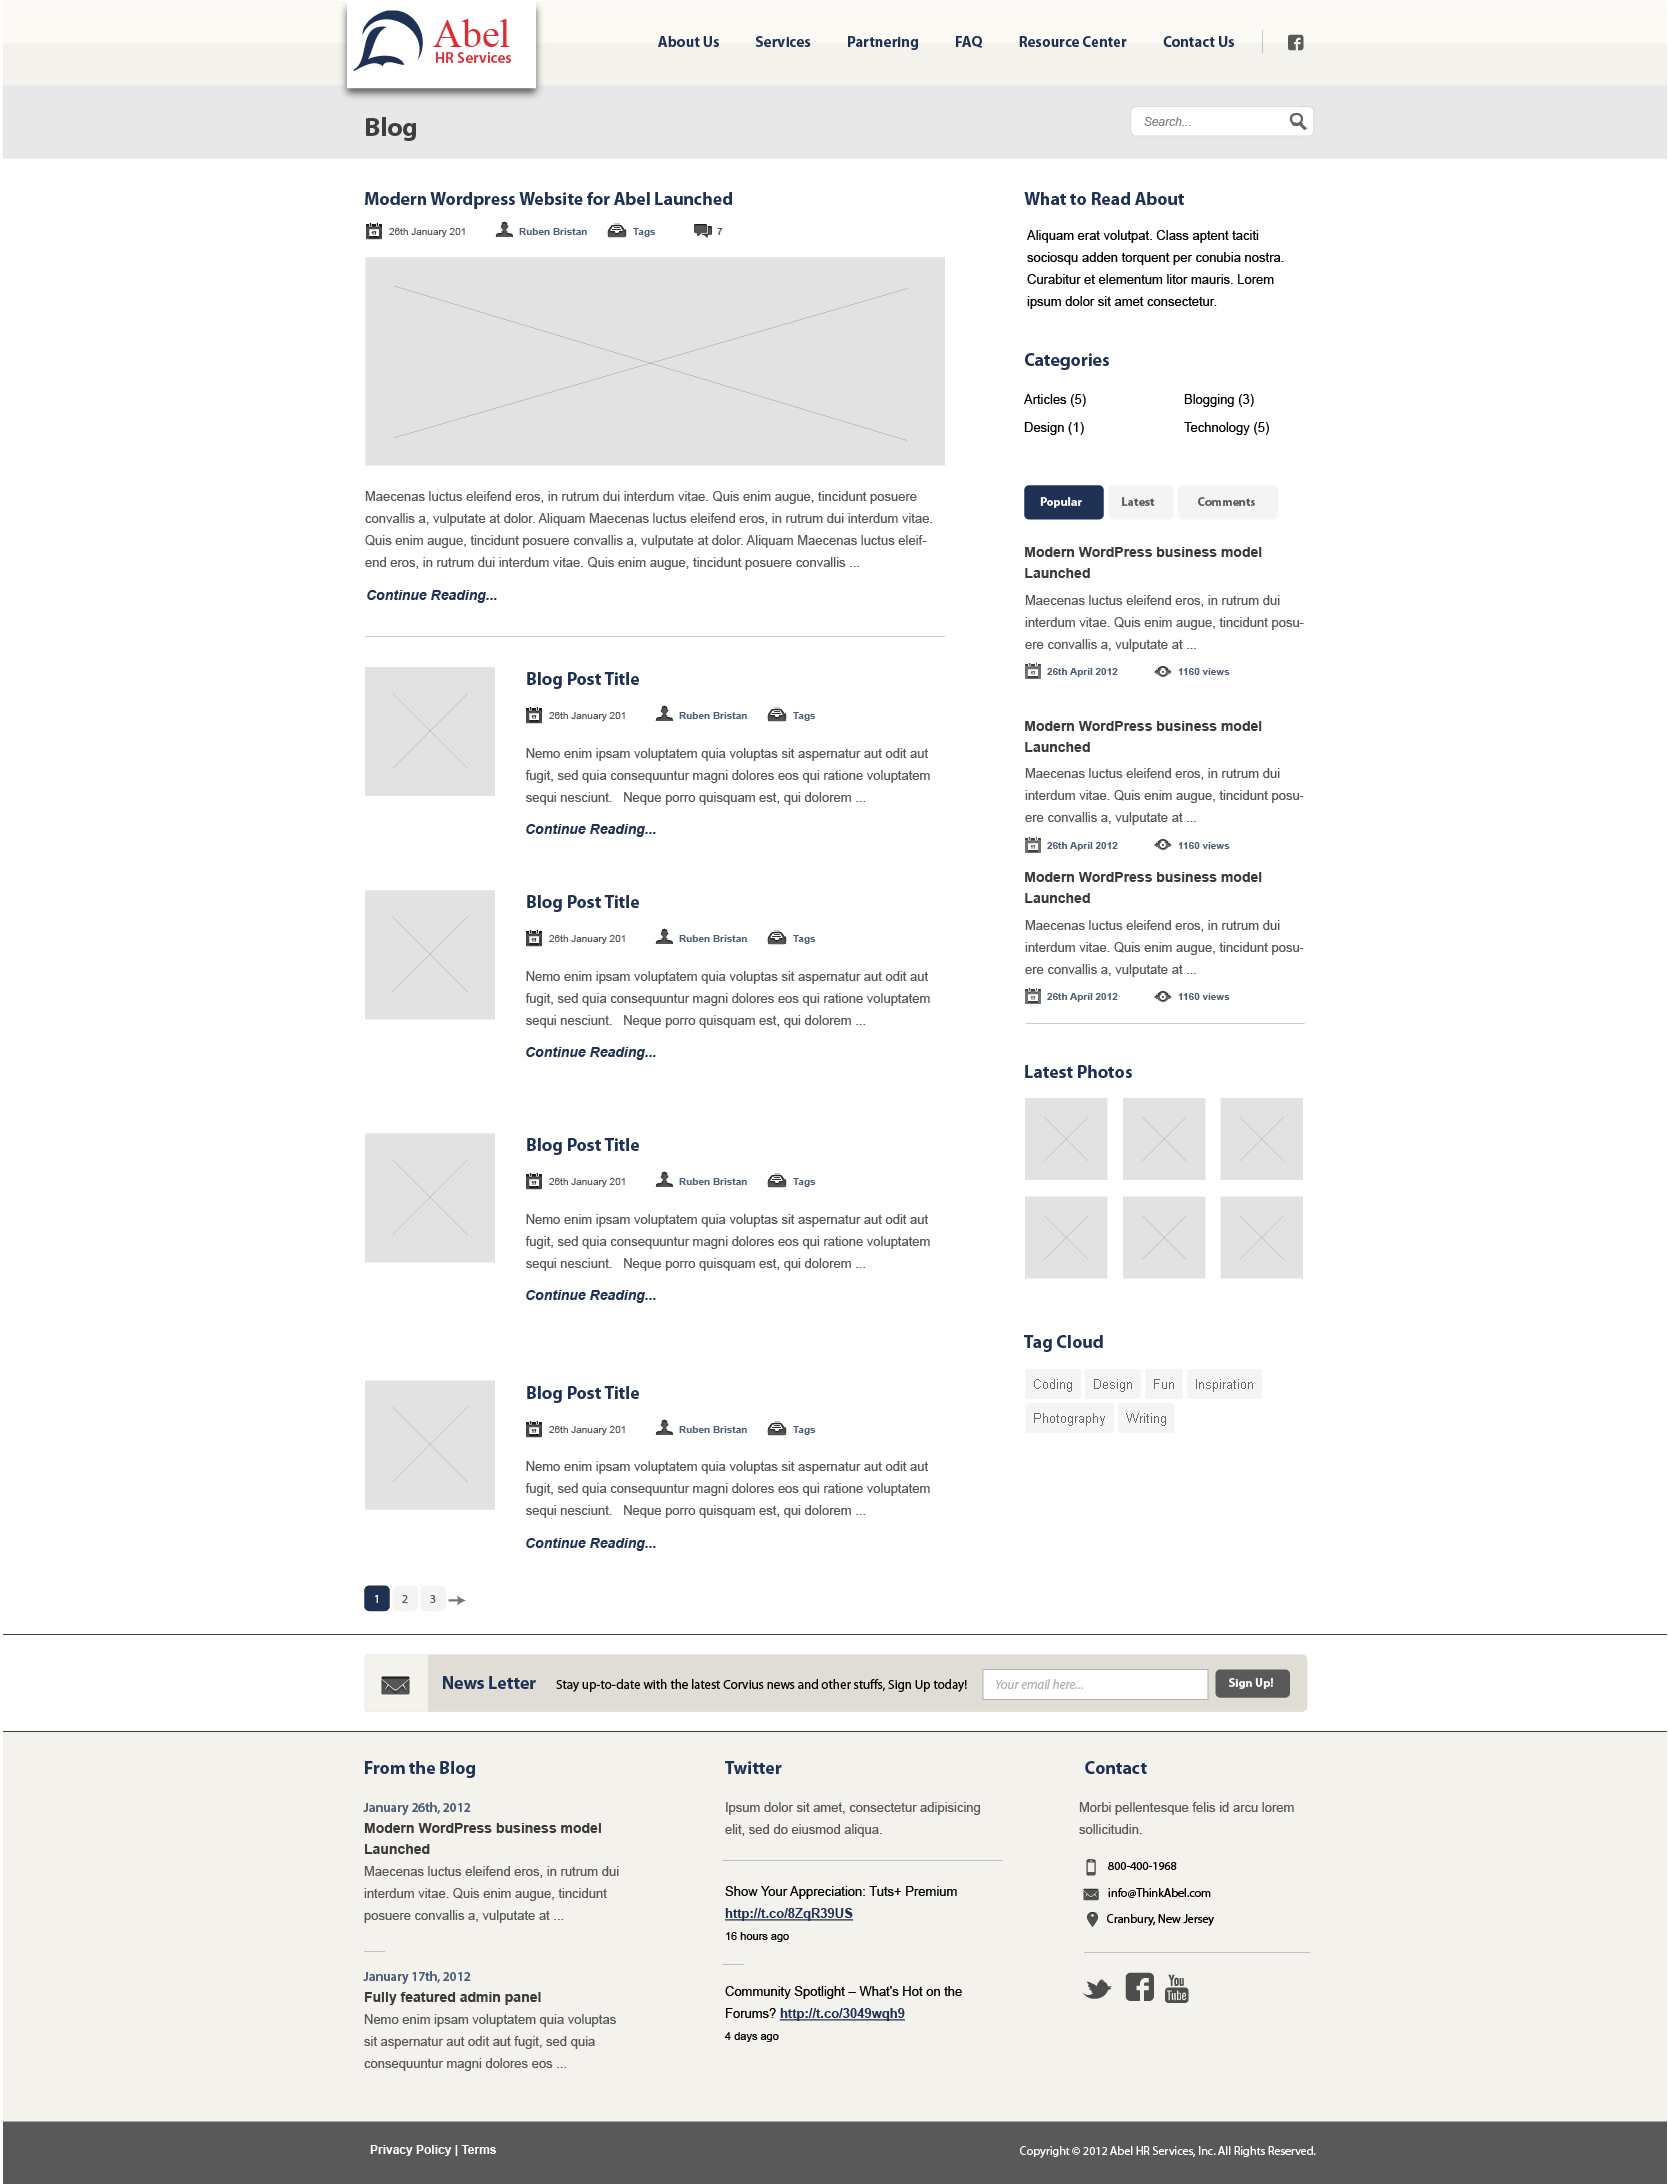 Abel
HR Services
About Us Services Partnering FAQ Resource Center Contact Us
Blog
Search...
Modern Wordpress Website for Abel Launched
26th January 201 Ruben Bristan Tags 7
Maecenas luctus eleifend eros, in rutrum dui interdum vitae. Quis enim augue, tincidunt posuere
convallis a, vulputate at dolor. Aliquam Maecenas luctus eleifend eros, in rutrum dui interdum vitae.
Quis enim augue, tincidunt posuere convallis a, vulputate at dolor. Aliquam Maecenas luctus eleif-
end eros, in rutrum dui interdum vitae. Quis enim augue, tincidunt posuere convallis ...
Continue Reading...
Blog Post Title
26th January 201 Ruben Bristan Tags
Nemo enim ipsam voluptatem quia voluptas sit aspernatur aut odit aut
fugit, sed quia consequuntur magni dolores eos qui ratione voluptatem
sequi nesciunt. Neque porro quisquam est, qui dolorem ...
Continue Reading...
Blog Post Title
26th January 201 Ruben Bristan Tags
Nemo enim ipsam voluptatem quia voluptas sit aspernatur aut odit aut
fugit, sed quia consequuntur magni dolores eos qui ratione voluptatem
sequi nesciunt. Neque porro quisquam est, qui dolorem ...
Continue Reading...
Blog Post Title
26th January 201 Ruben Bristan Tags
Nemo enim ipsam voluptatem quia voluptas sit aspernatur aut odit aut
fugit, sed quia consequuntur magni dolores eos qui ratione voluptatem
sequi nesciunt. Neque porro quisquam est, qui dolorem ...
Continue Reading...
Blog Post Title
26th January 201 Ruben Bristan Tags
Nemo enim ipsam voluptatem quia voluptas sit aspernatur aut odit aut
fugit, sed quia consequuntur magni dolores eos qui ratione voluptatem
sequi nesciunt. Neque porro quisquam est, qui dolorem ...
Continue Reading...
1 2 3
What to Read About
Aliquam erat volutpat. Class aptent taciti
sociosqu adden torquent per conubia nostra.
Curabitur et elementum litor mauris. Lorem
ipsum dolor sit amet consectetur.
Categories
Articles (5) Blogging (3)
Design (1) Technology (5)
Popular Latest Comments
Modern WordPress business model
Launched
Maecenas luctus eleifend eros, in rutrum dui
interdum vitae. Quis enim augue, tincidunt posu-
ere convallis a, vulputate at ...
26th April 2012 1160 views
Modern WordPress business model
Launched
Maecenas luctus eleifend eros, in rutrum dui
interdum vitae. Quis enim augue, tincidunt posu-
ere convallis a, vulputate at ...
26th April 2012 1160 views
Modern WordPress business model
Launched
Maecenas luctus eleifend eros, in rutrum dui
interdum vitae. Quis enim augue, tincidunt posu-
ere convallis a, vulputate at ...
26th April 2012 1160 views
Latest Photos
Tag Cloud
Coding Design Fun Inspiration
Photography Writing
News Letter Stay up-to-date with the latest Corvius news and other stuffs, Sign Up today! Your email here... Sign Up!
From the Blog
January 26th, 2012
Modern WordPress business model
Launched
Maecenas luctus eleifend eros, in rutrum dui
interdum vitae. Quis enim augue, tincidunt
posuere convallis a, vulputate at ...
January 17th, 2012
Fully featured admin panel
Nemo enim ipsam voluptatem quia voluptas
sit aspernatur aut odit aut fugit, sed quia
consequuntur magni dolores eos ...
Twitter
Ipsum dolor sit amet, consectetur adipisicing
elit, sed do eiusmod aliqua.
Show Your Appreciation: Tuts+ Premium
http://t.co/8ZqR39US
16 hours ago
Community Spotlight – What's Hot on the
Forums? http://t.co/3049wqh9
4 days ago
Contact
Morbi pellentesque felis id arcu lorem
sollicitudin.
800-400-1968
info@ThinkAbel.com
Cranbury, New Jersey
You
Tube
Privacy Policy | Terms
Copyright © 2012 Abel HR Services, Inc. All Rights Reserved.